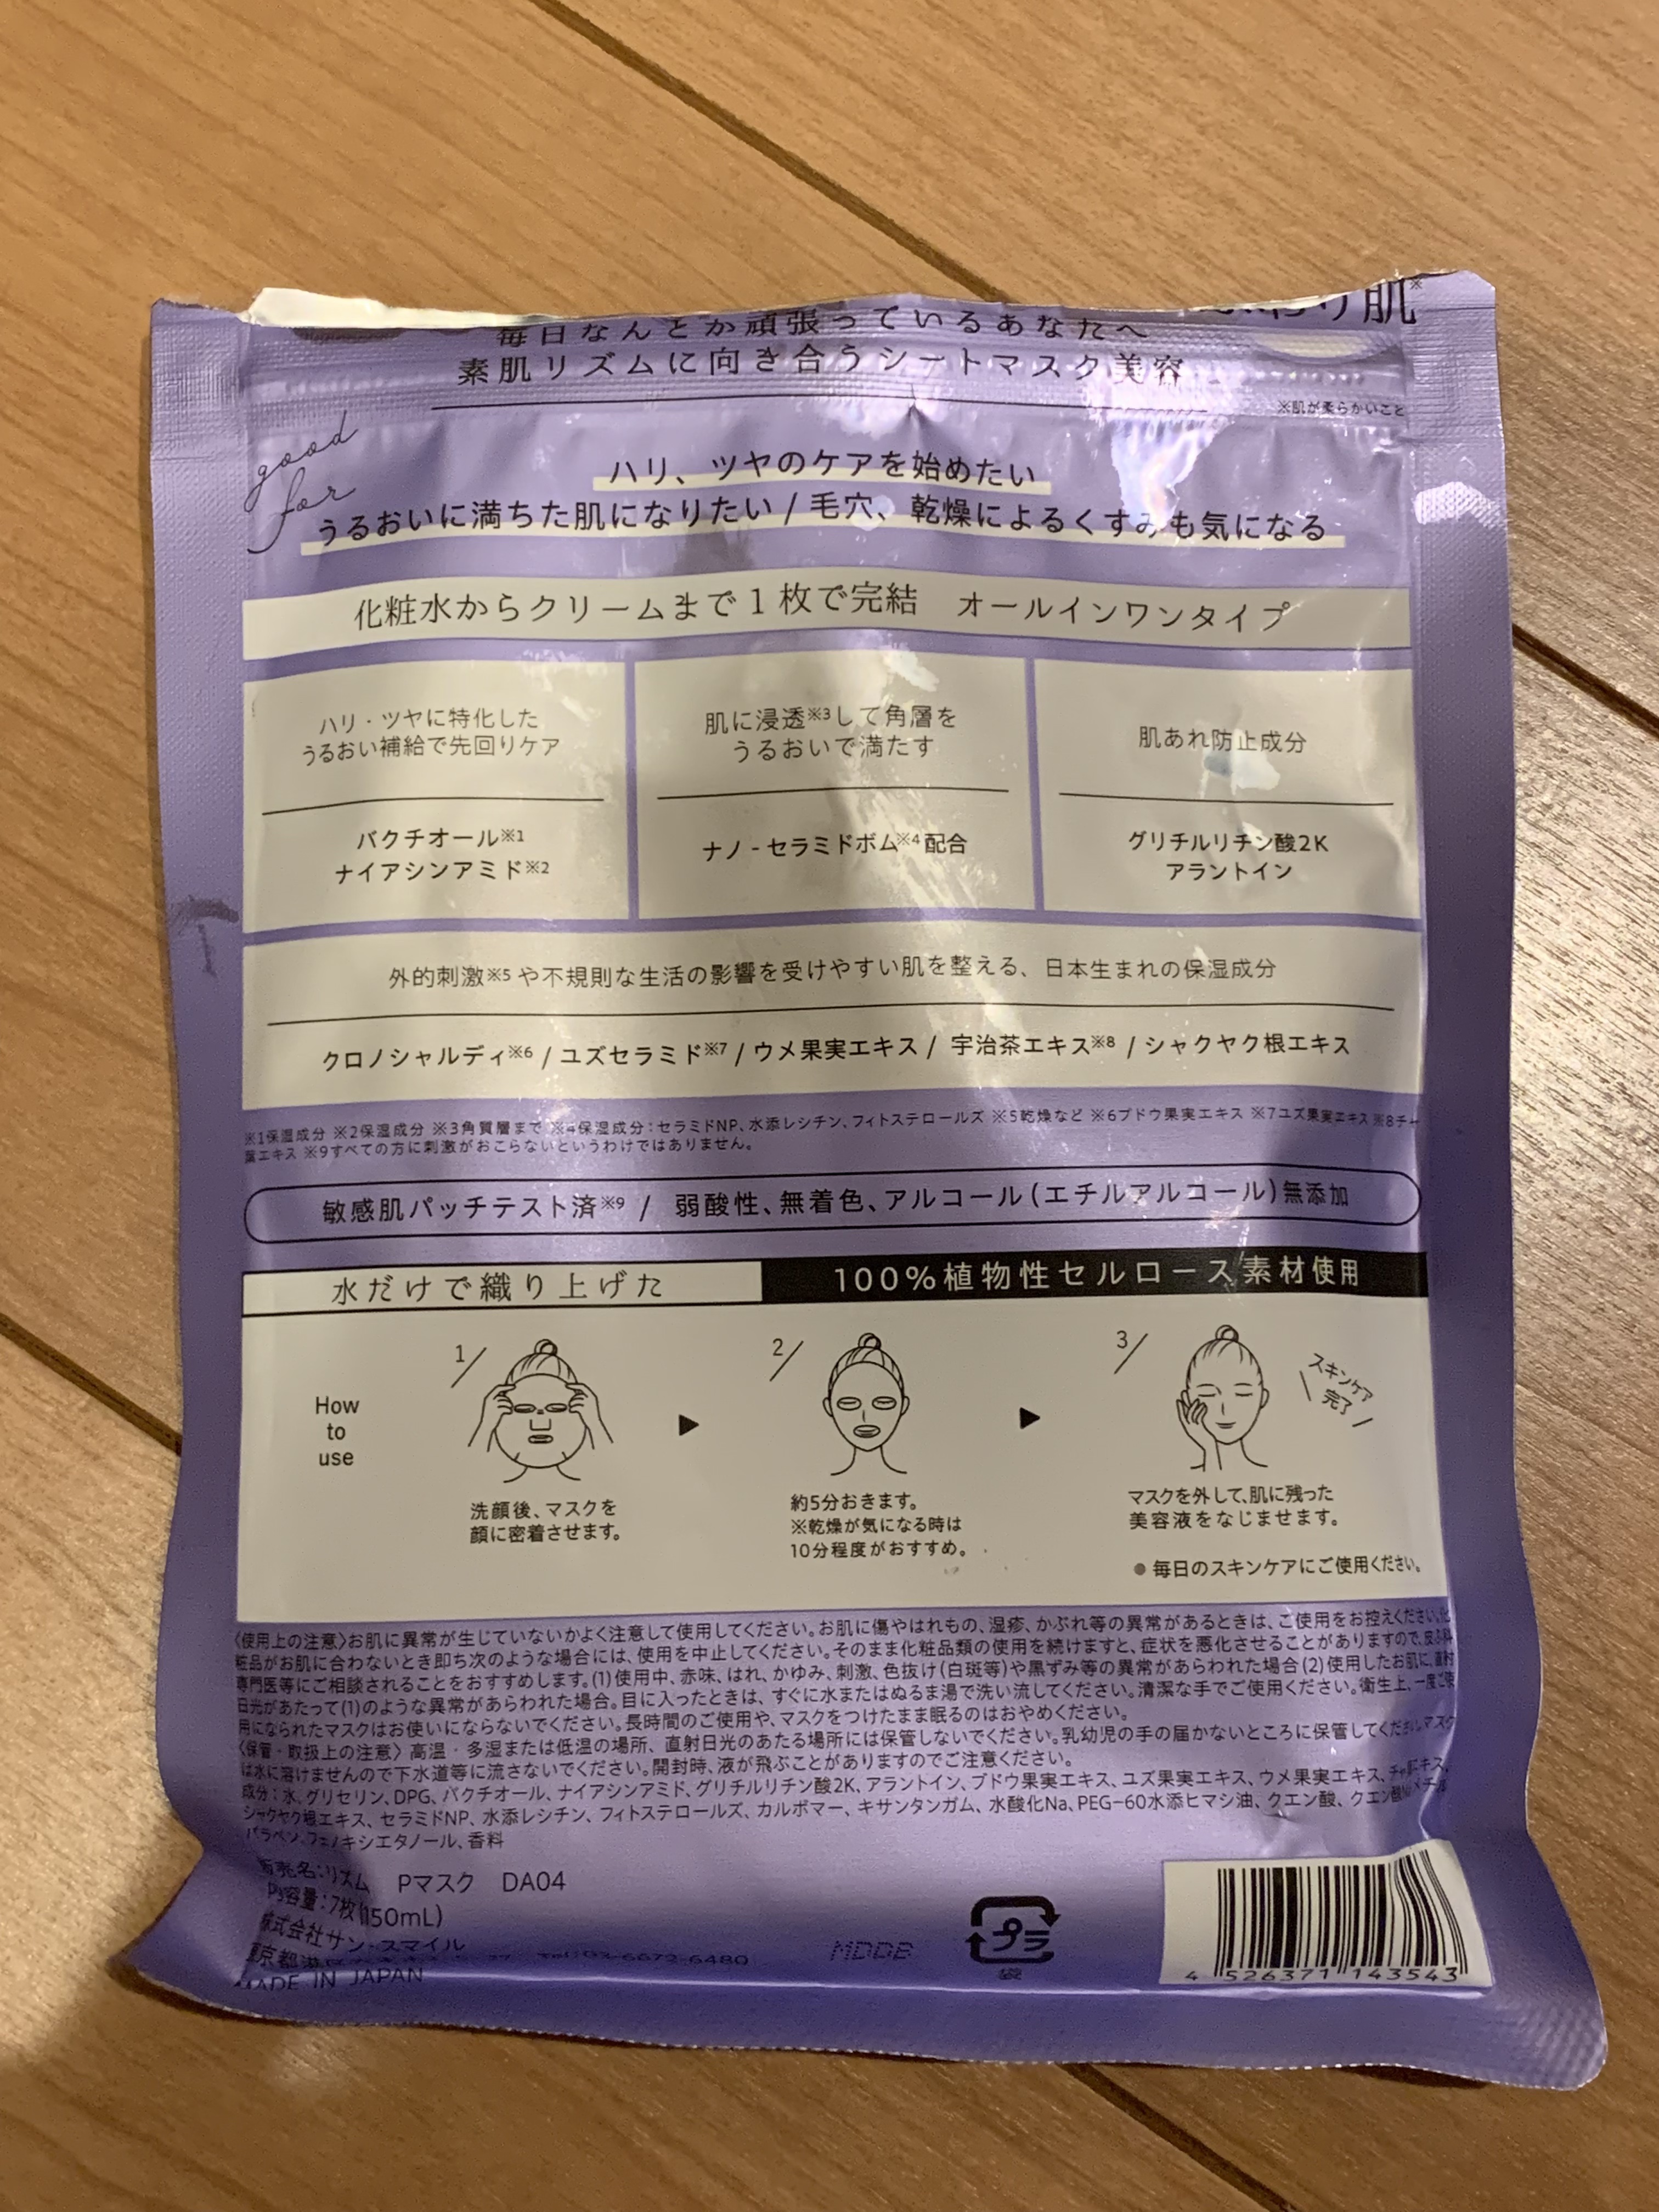 り肌※
毎日なんとか頑張っているあなたへ
素肌リズムに向き合うシートマスク美容
※肌が柔らかいこと
good
for
ハリ、ツヤのケアを始めたい
うるおいに満ちた肌になりたい / 毛穴、乾燥によるくすみも気になる
化粧水からクリームまで1枚で完結 オールインワンタイプ
ハリ・ツヤに特化した
うるおい補給で先回りケア
バクチオール※1
ナイアシンアミド※2
肌に浸透※3して角層を
うるおいで満たす
ナノ-セラミドボム※4配合
肌あれ防止成分
グリチルリチン酸2K
アラントイン
外的刺激※5や不規則な生活の影響を受けやすい肌を整える、日本生まれの保湿成分
クロノシャルディ※6 / ユズセラミド※7 / ウメ果実エキス / 宇治茶エキス※8 / シャクヤク根エキス
※1保湿成分 ※2保湿成分 ※3角質層まで ※4保湿成分:セラミドNP、水添レシチン、フィトステロールズ ※5乾燥など ※6ブドウ果実エキス ※7ユズ果実エキス ※8チャ
葉エキス ※9すべての方に刺激がおこらないというわけではありません。
敏感肌パッチテスト済※9 / 弱酸性、無着色、アルコール(エチルアルコール)無添加
水だけで織り上げた 100%植物性セルロース素材使用
How
to
use
1/
洗顔後、マスクを
顔に密着させます。
2/
約5分おきます。
※乾燥が気になる時は
10分程度がおすすめ。
3/
スキンケア
完了
マスクを外して、肌に残った
美容液をなじませます。
●毎日のスキンケアにご使用ください。
〈使用上の注意〉お肌に異常が生じていないかよく注意して使用してください。お肌に傷やはれもの、湿疹、かぶれ等の異常があるときは、ご使用をお控えください。化
粧品がお肌に合わないとき即ち次のような場合には、使用を中止してください。そのまま化粧品類の使用を続けますと、症状を悪化させることがありますので、皮ふ科
専門医等にご相談されることをおすすめします。(1)使用中、赤味、はれ、かゆみ、刺激、色抜け(白斑等)や黒ずみ等の異常があらわれた場合(2)使用したお肌に、直射
日光があたって(1)のような異常があらわれた場合。目に入ったときは、すぐに水またはぬるま湯で洗い流してください。清潔な手でご使用ください。衛生上、一度ご使
用になられたマスクはお使いにならないでください。長時間のご使用や、マスクをつけたまま眠るのはおやめください。
〈保管・取扱上の注意〉高温・多湿または低温の場所、直射日光のあたる場所には保管しないでください。乳幼児の手の届かないところに保管してください。マスク
は水に溶けませんので下水道等に流さないでください。開封時、液が飛ぶことがありますのでご注意ください。
成分:水、グリセリン、DPG、バクチオール、ナイアシンアミド、グリチルリチン酸2K、アラントイン、ブドウ果実エキス、ユズ果実エキス、ウメ果実エキス、チャ葉エキス、
シャクヤク根エキス、セラミドNP、水添レシチン、フィトステロールズ、カルボマー、キサンタンガム、水酸化Na、PEG-60水添ヒマシ油、クエン酸、クエン酸Na、メチル
パラベン、フェノキシエタノール、香料
販売名:リズム Pマスク DA04
内容量:7枚(150mL)
株式会社サン・スマイル
東京都港 Tel:03-6672-6480
MADE IN JAPAN
MDDB
プラ
袋
4 526371 143543